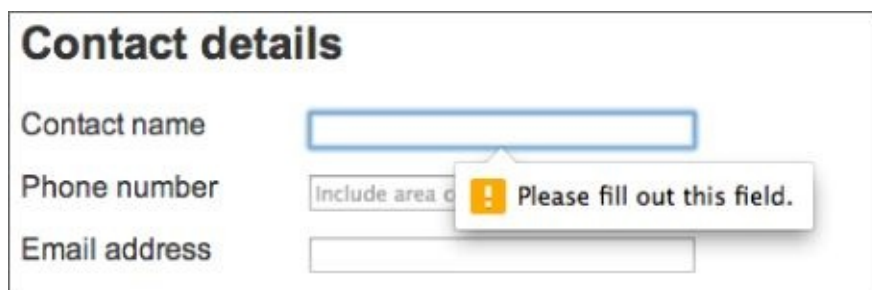 Contact details
Contact name
Phone number
Include area
Please fill out this field.
Email address